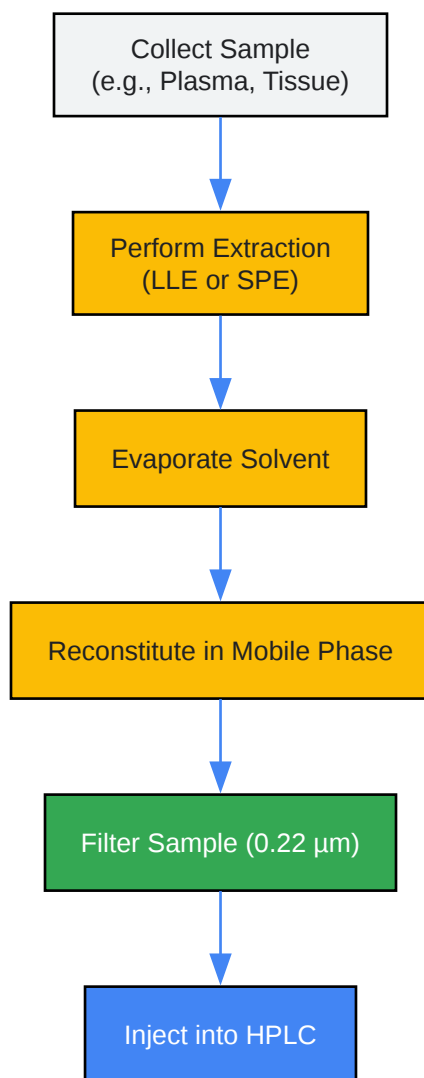 Collect Sample
(e.g., Plasma, Tissue)
Perform Extraction
(LLE or SPE)
Evaporate Solvent
Reconstitute in Mobile Phase
Filter Sample (0.22 µm)
Inject into HPLC